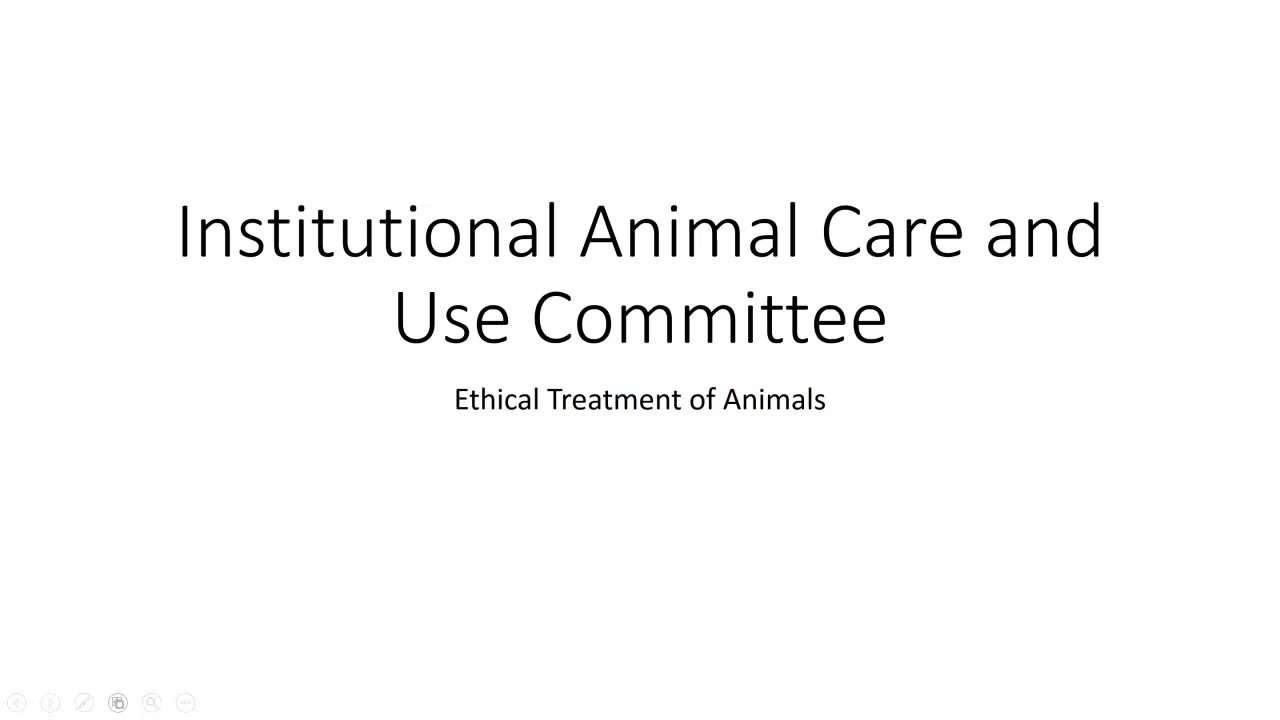 Institutional Animal Care and
Use Committee
Ethical Treatment of Animals